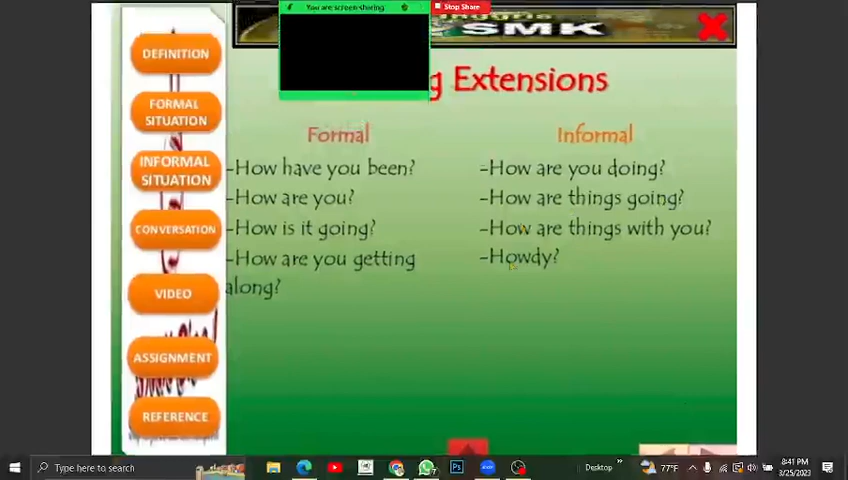 You are screen sharing
Stop Share
SMK
Extensions
DEFINITION
FORMAL
SITUATION
INFORMAL
SITUATION
CONVERSATION
VIDEO
ASSIGNMENT
REFERENCE
Formal
-How have you been?
-How are you?
-How is it going?
-How are you getting
along?
Informal
-How are you doing?
-How are things going?
-How are things with you?
-Howdy?
Type here to search
Desktop
77°F
8:41 PM
3/25/2023